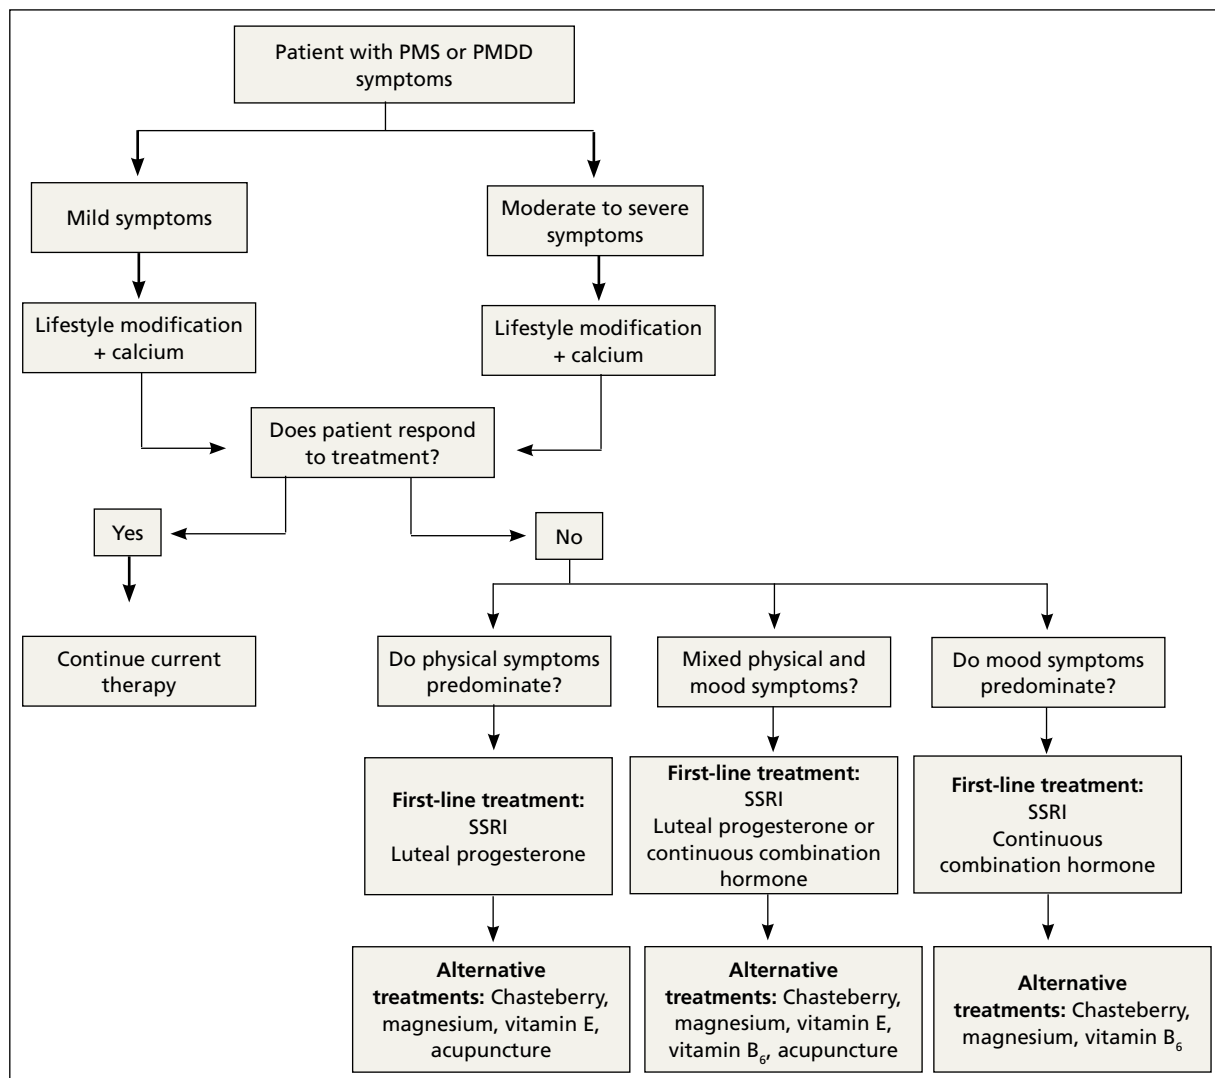 Patient with PMS or PMDD
symptoms
Mild symptoms
Moderate to severe
symptoms
Lifestyle modification
+ calcium
Lifestyle modification
+ calcium
Does patient respond
to treatment?
Yes
No
Continue current
therapy
Do physical symptoms
predominate?
Mixed physical and
mood symptoms?
Do mood symptoms
predominate?
First-line treatment:
SSRI
Luteal progesterone
First-line treatment:
SSRI
Luteal progesterone or
continuous combination
hormone
First-line treatment:
SSRI
Continuous
combination hormone
Alternative
treatments: Chasteberry,
magnesium, vitamin E,
acupuncture
Alternative
treatments: Chasteberry,
magnesium, vitamin E,
vitamin B₆, acupuncture
Alternative
treatments: Chasteberry,
magnesium, vitamin B₆